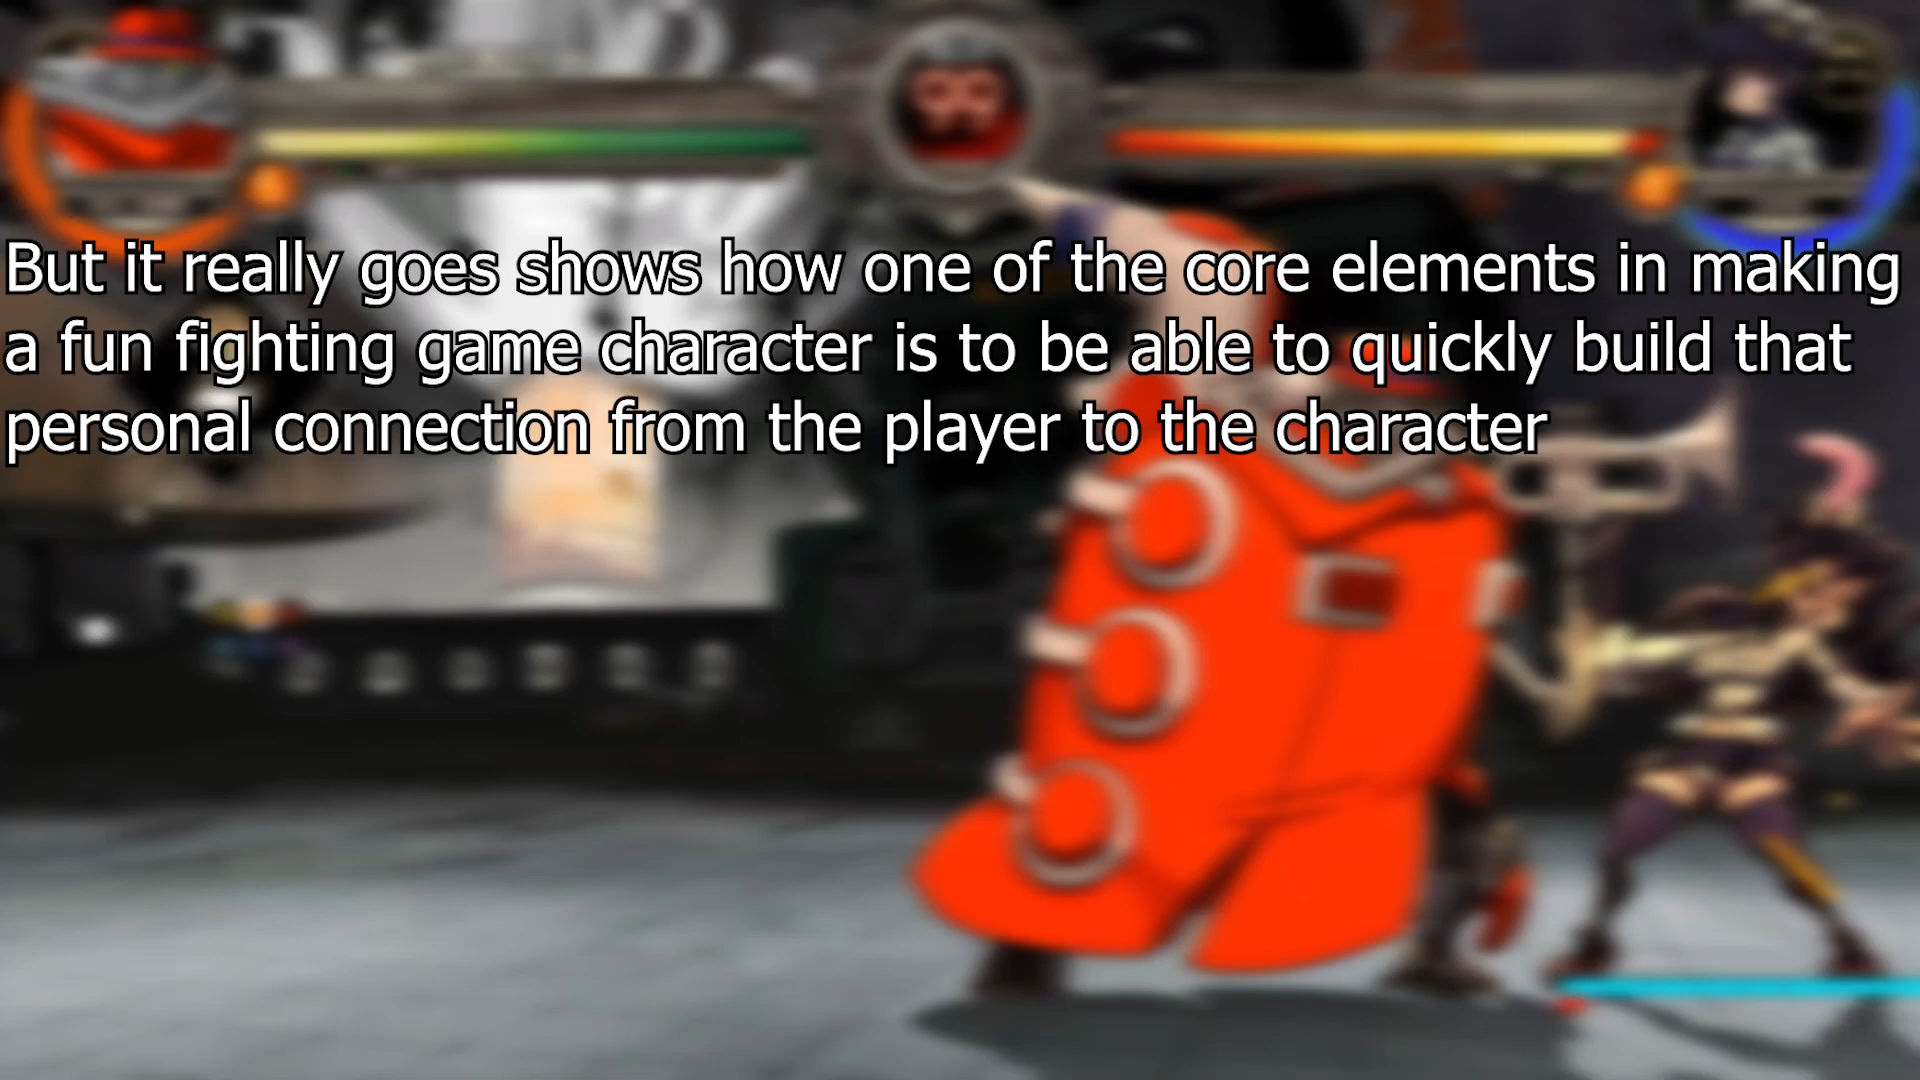 But it really goes shows how one of the core elements in making
a fun fighting game character is to be able to quickly build that
personal connection from the player to the character